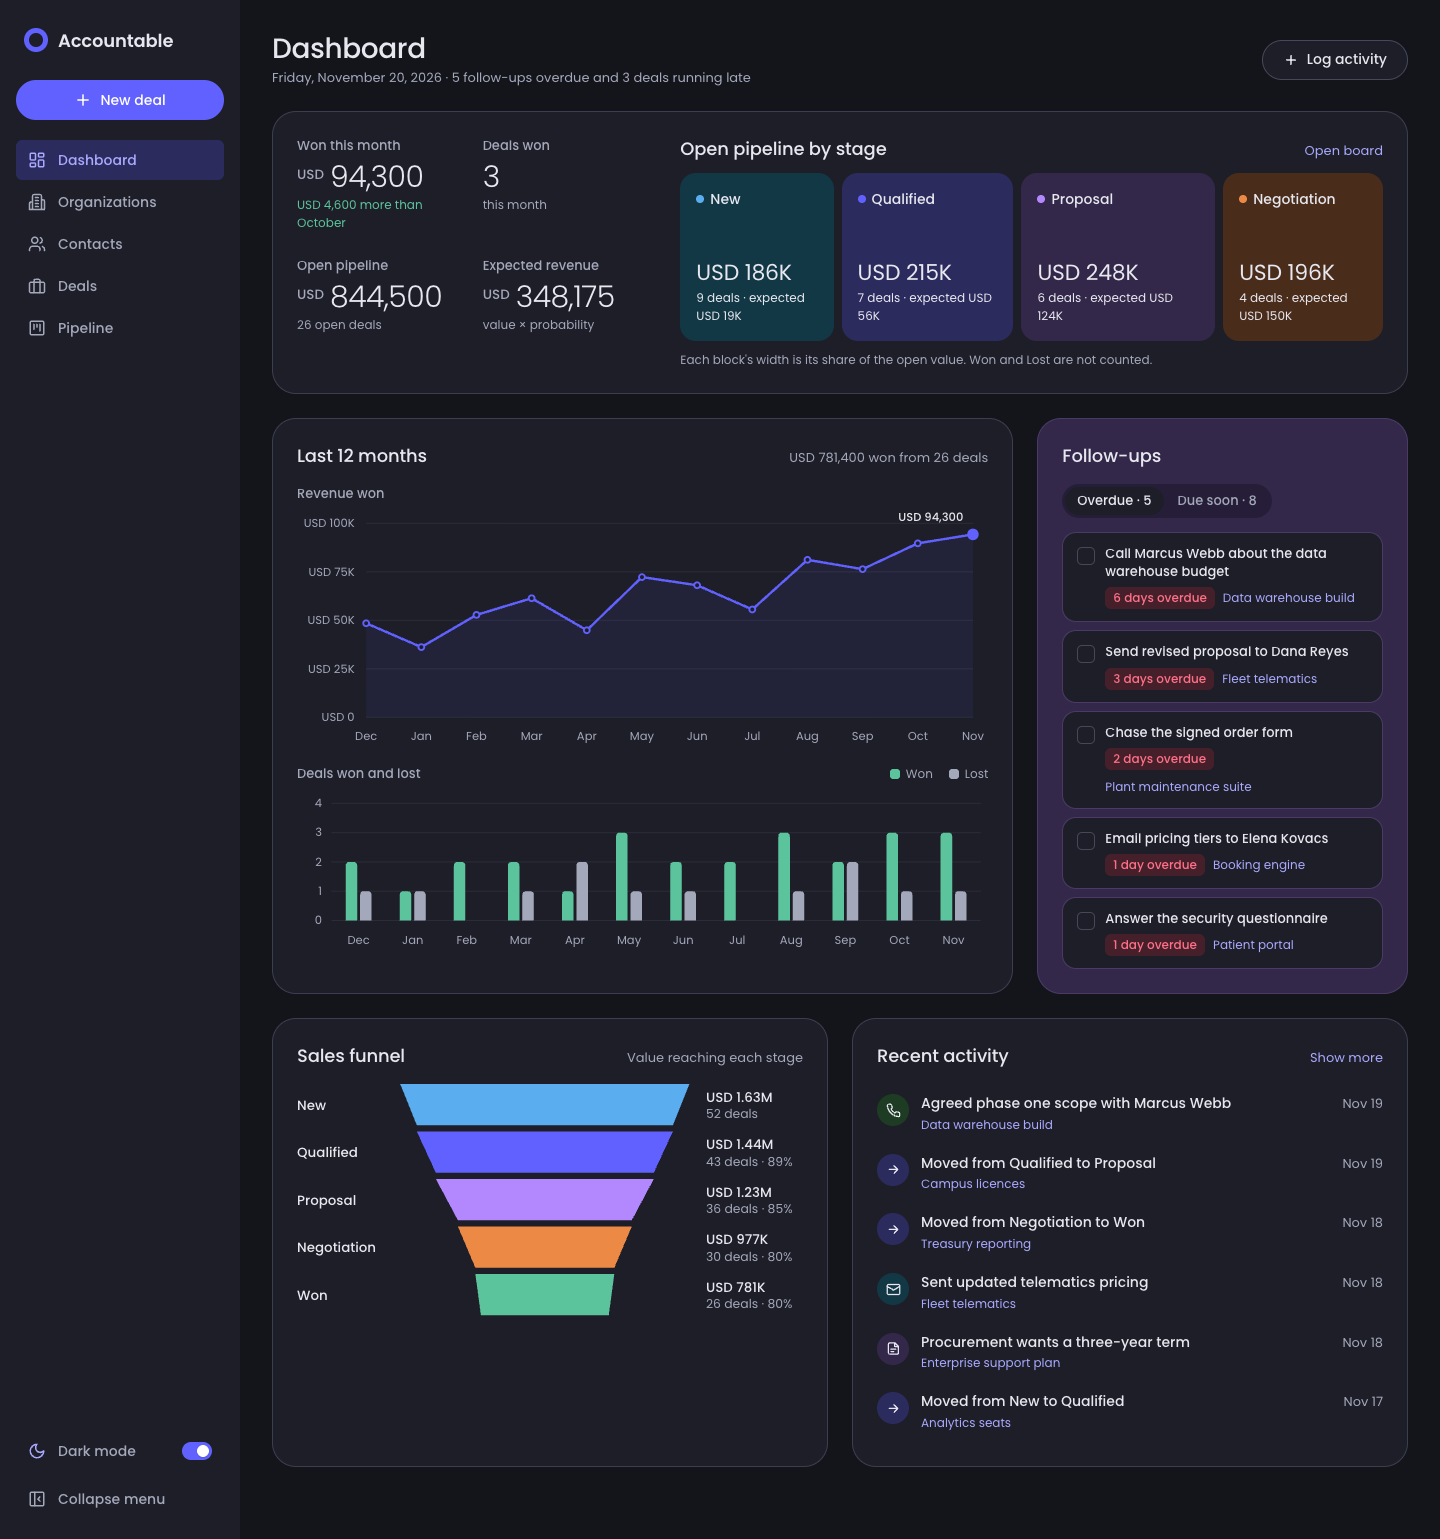 Accountable
New deal
Dashboard
Organizations
Contacts
Deals
Pipeline
Dark mode
Collapse menu
Dashboard
Friday, November 20, 2026 · 5 follow-ups overdue and 3 deals running late
Log activity
Won this month
USD 94,300
USD 4,600 more than
October
Deals won
3
this month
Open pipeline
USD 844,500
26 open deals
Expected revenue
USD 348,175
value × probability
Open pipeline by stage
Open board
New
USD 186K
9 deals · expected
USD 19K
Qualified
USD 215K
7 deals · expected USD
56K
Proposal
USD 248K
6 deals · expected USD
124K
Negotiation
USD 196K
4 deals · expected
USD 150K
Each block's width is its share of the open value. Won and Lost are not counted.
Last 12 months
USD 781,400 won from 26 deals
Revenue won
USD 100K
USD 75K
USD 50K
USD 25K
USD 0
USD 94,300
Dec Jan Feb Mar Apr May Jun Jul Aug Sep Oct Nov
Deals won and lost
Won Lost
4
3
2
1
0
Dec Jan Feb Mar Apr May Jun Jul Aug Sep Oct Nov
Follow-ups
Overdue · 5 Due soon · 8
Call Marcus Webb about the data
warehouse budget
6 days overdue Data warehouse build
Send revised proposal to Dana Reyes
3 days overdue Fleet telematics
Chase the signed order form
2 days overdue
Plant maintenance suite
Email pricing tiers to Elena Kovacs
1 day overdue Booking engine
Answer the security questionnaire
1 day overdue Patient portal
Sales funnel
Value reaching each stage
New
USD 1.63M
52 deals
Qualified
USD 1.44M
43 deals · 89%
Proposal
USD 1.23M
36 deals · 85%
Negotiation
USD 977K
30 deals · 80%
Won
USD 781K
26 deals · 80%
Recent activity
Show more
Agreed phase one scope with Marcus Webb Nov 19
Data warehouse build
Moved from Qualified to Proposal Nov 19
Campus licences
Moved from Negotiation to Won Nov 18
Treasury reporting
Sent updated telematics pricing Nov 18
Fleet telematics
Procurement wants a three-year term Nov 18
Enterprise support plan
Moved from New to Qualified Nov 17
Analytics seats